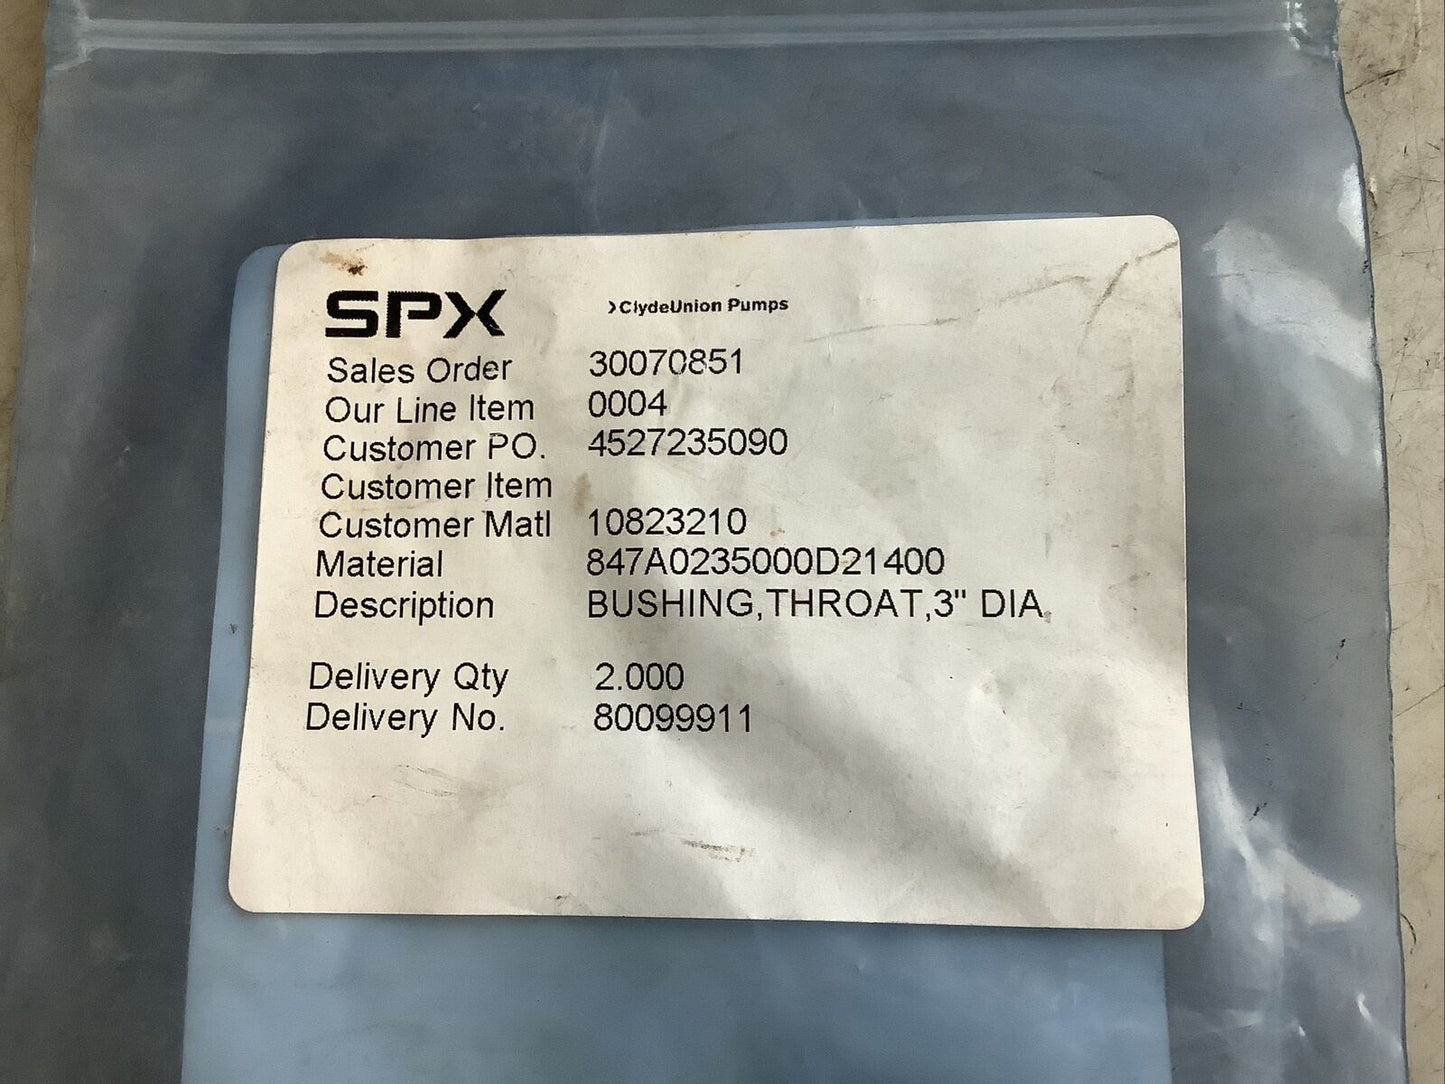 SPX >ClydeUnion Pumps
Sales Order 30070851
Our Line Item 0004
Customer PO. 4527235090
Customer Item
Customer Matl 10823210
Material 847A0235000D21400
Description BUSHING,THROAT,3" DIA.
Delivery Qty 2.000
Delivery No. 80099911